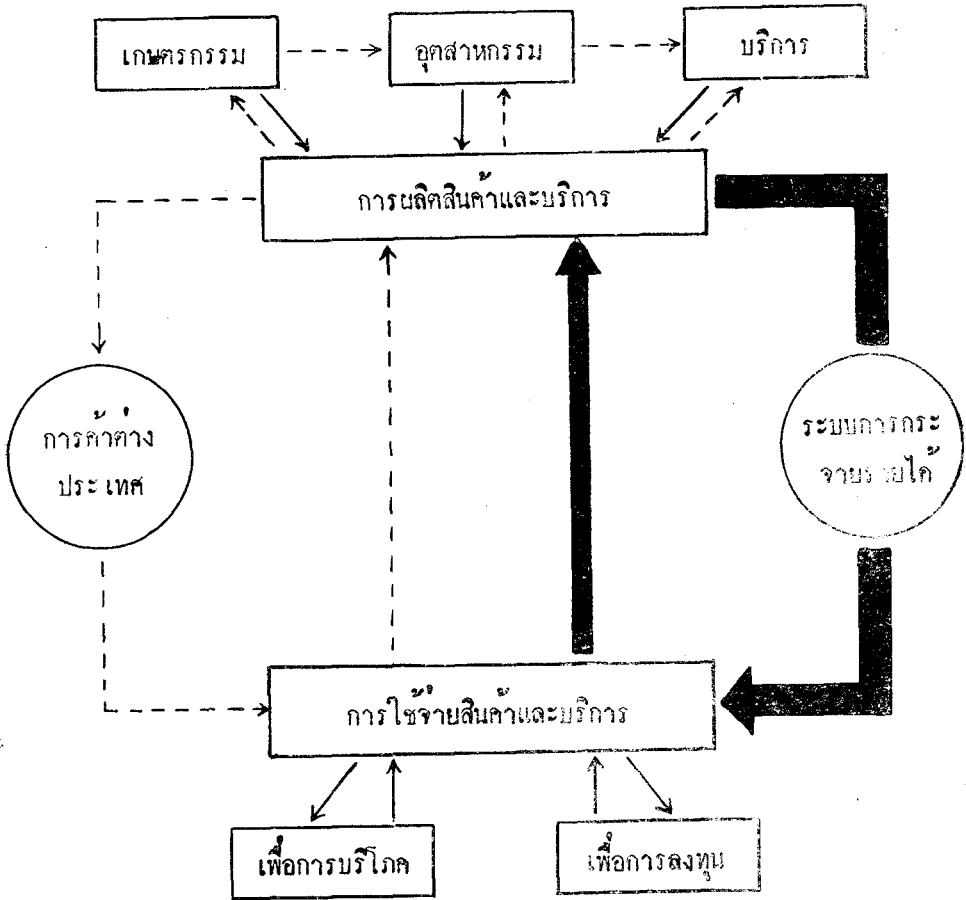 เกษตรกรรม
อุตสาหกรรม
บริการ
การผลิตสินค้าและบริการ
การค้าต่าง
ประเทศ
ระบบการกระ
จายรายได้
การใช้จ่ายสินค้าและบริการ
เพื่อการบริโภค
เพื่อการลงทุน